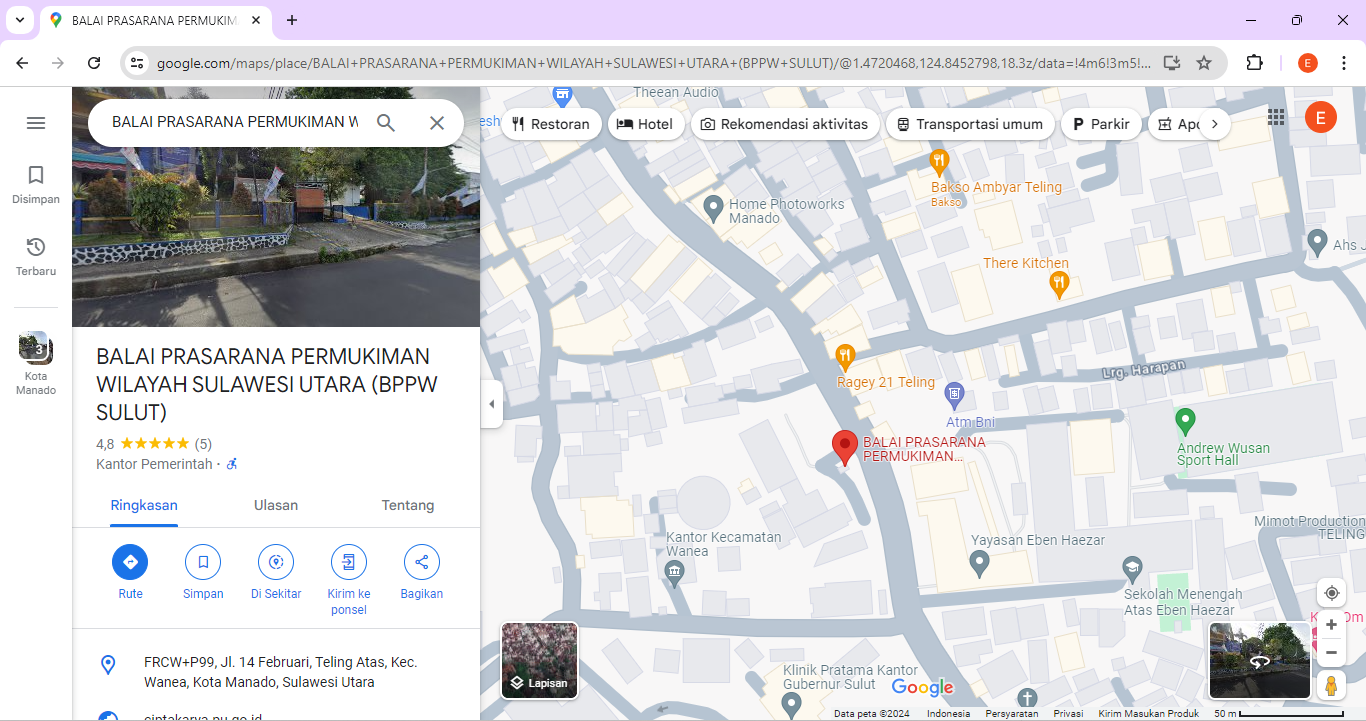 BALAI PRASARANA PERMUKIM
google.com/maps/place/BALAI+PRASARANA+PERMUKIMAN+WILAYAH+SULAWESI+UTARA+(BPPW+SULUT)/@1.4720468,124.8452798,18.3z/data=!4m6!3m5!...
E
BALAI PRASARANA PERMUKIMAN W
Disimpan
Terbaru
3
Kota
Manado
BALAI PRASARANA PERMUKIMAN
WILAYAH SULAWESI UTARA (BPPW
SULUT)
4,8 (5)
Kantor Pemerintah ·
Ringkasan Ulasan Tentang
Rute Simpan Di Sekitar Kirim ke
ponsel Bagikan
FRCW+P99, Jl. 14 Februari, Teling Atas, Kec.
Wanea, Kota Manado, Sulawesi Utara
ciptakarya.pu.go.id
Theean Audio
Restoran Hotel Rekomendasi aktivitas Transportasi umum Parkir
E
Bakso Ambyar Teling
Bakso
Home Photoworks
Manado
Ahs J
There Kitchen
Lrg. Harapan
Ragey 21 Teling
Atm Bni
BALAI PRASARANA
PERMUKIMAN...
Andrew Wusan
Sport Hall
Mimot Production
TELING
Kantor Kecamatan
Wanea
Yayasan Eben Haezar
Sekolah Menengah
Atas Eben Haezar
Klinik Pratama Kantor
Gubernur Sulut
Lapisan
Google
Data peta ©2024 Indonesia Persyaratan Privasi Kirim Masukan Produk 50 m